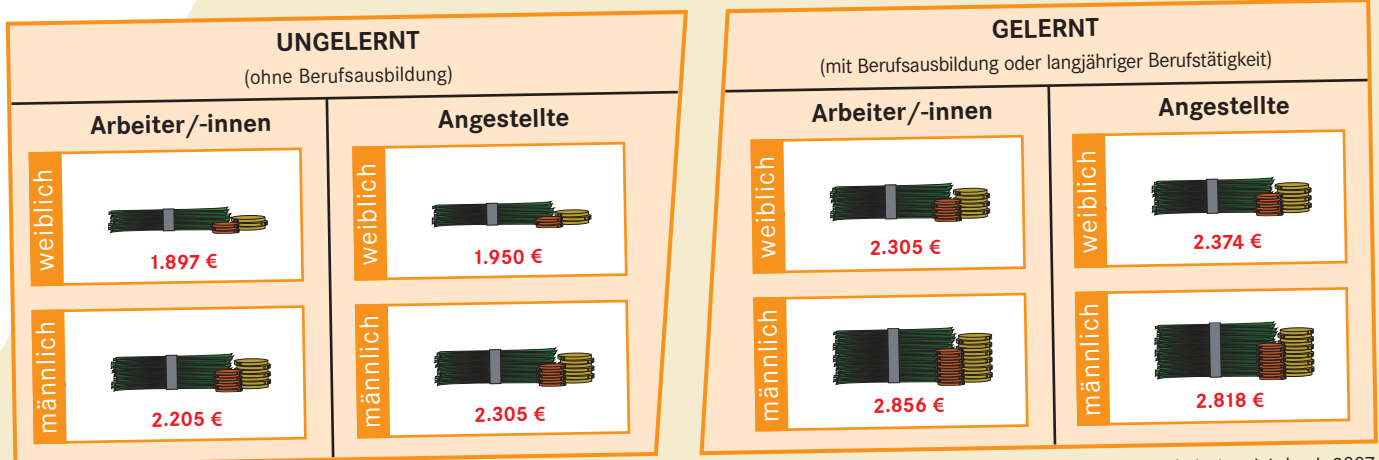 UNGELERNT
(ohne Berufsausbildung)
Arbeiter/-innen
Angestellte
weiblich
1.897 €
weiblich
1.950 €
männlich
2.205 €
männlich
2.305 €
GELERNT
(mit Berufsausbildung oder langjähriger Berufstätigkeit)
Arbeiter/-innen
Angestellte
weiblich
2.305 €
weiblich
2.374 €
männlich
2.856 €
männlich
2.818 €